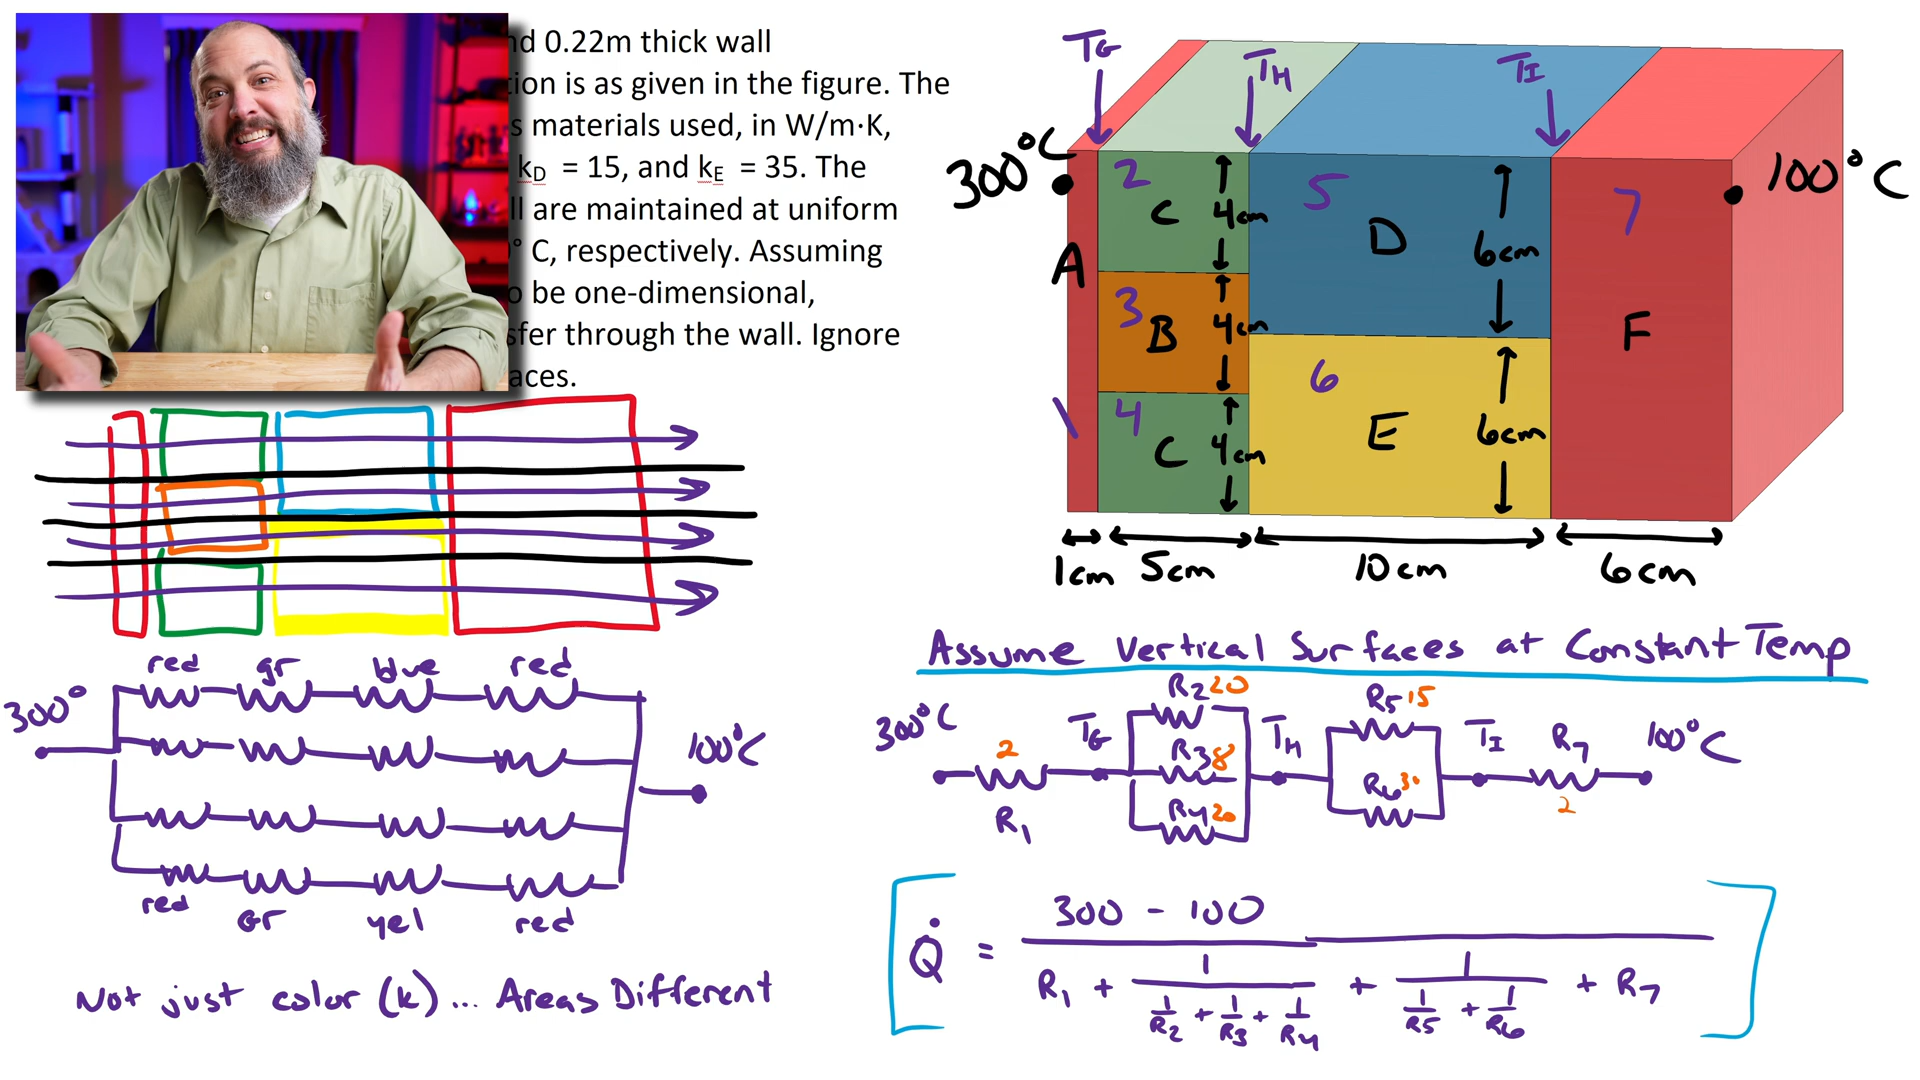 nd 0.22m thick wall
tion is as given in the figure. The
s materials used, in W/m·K,
kD = 15, and kE = 35. The
ll are maintained at uniform
0° C, respectively. Assuming
o be one-dimensional,
sfer through the wall. Ignore
aces.
TG
TH
TI
300°C
100°C
A
1
2
C
4cm
3
B
4cm
4
C
4cm
5
D
6cm
6
E
6cm
7
F
1cm
5cm
10cm
6cm
red gr blue red
300°
100°C
red Gr yel red
Not just color (k)... Areas Different
Assume Vertical Surfaces at Constant Temp
300°C
2
R1
TG
R2 20
R3 8
R4 20
TH
R5 15
R6 30
TI
R7
2
100°C
Q̇ = (300 - 100) / (R1 + 1/(1/R2 + 1/R3 + 1/R4) + 1/(1/R5 + 1/R6) + R7)